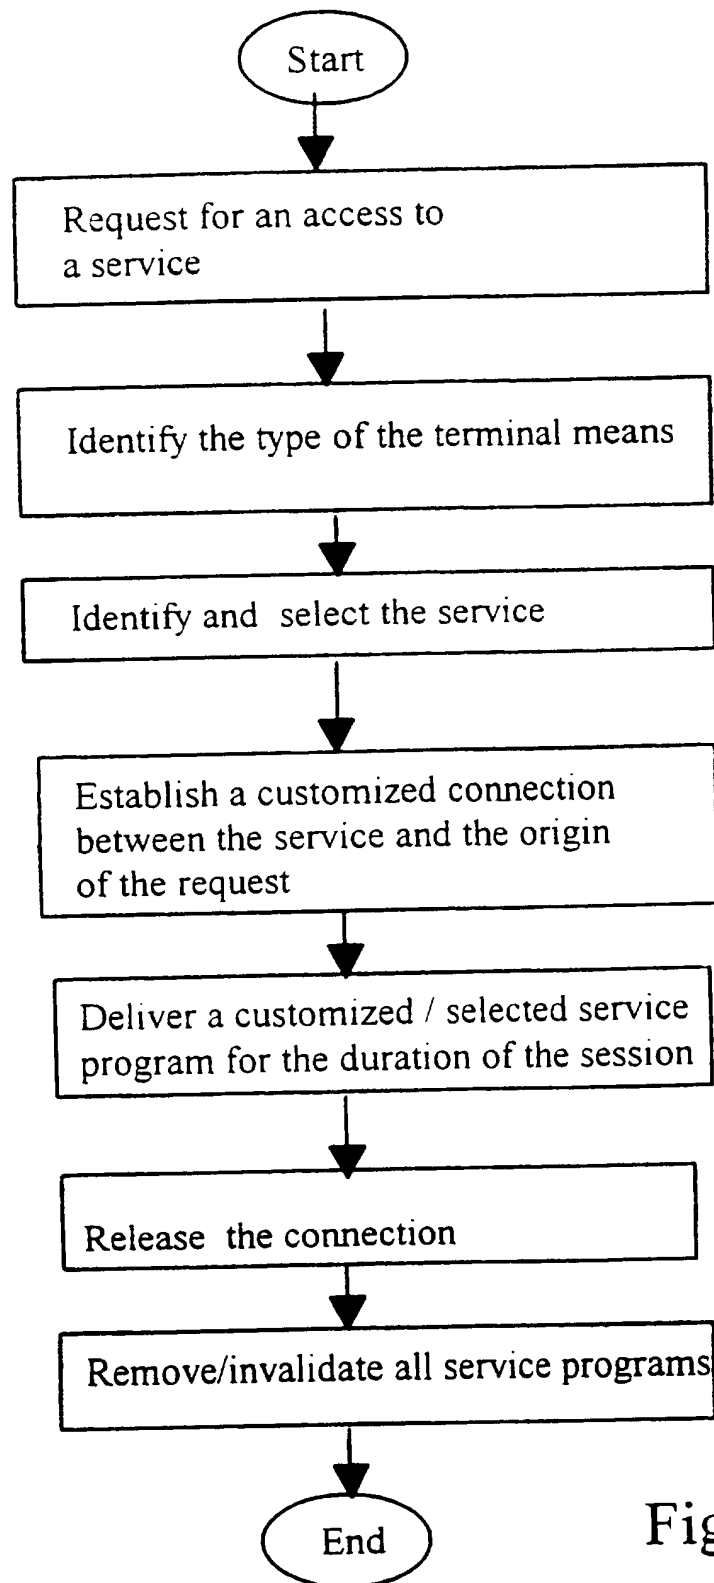 Start
Request for an access to
a service
Identify the type of the terminal means
Identify and select the service
Establish a customized connection
between the service and the origin
of the request
Deliver a customized / selected service
program for the duration of the session
Release the connection
Remove/invalidate all service programs
End
Fig